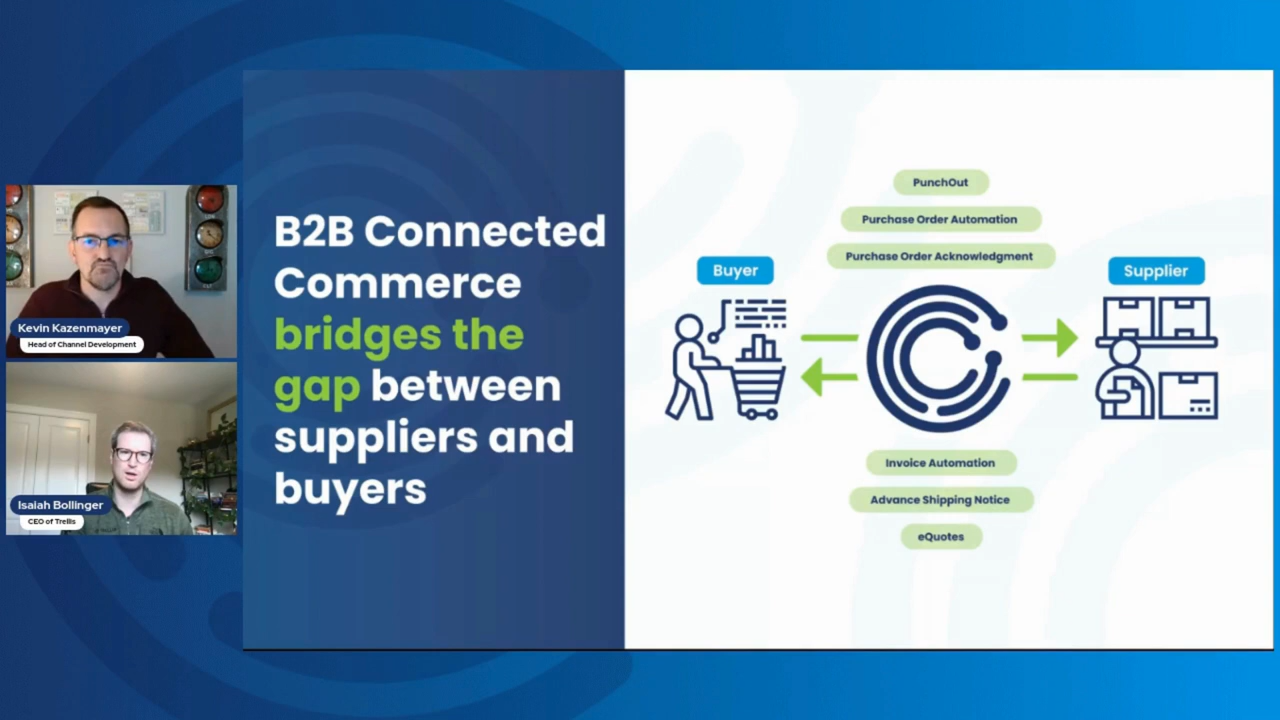 Kevin Kazenmayer
Head of Channel Development
Isaiah Bollinger
CEO of Trellis
B2B Connected
Commerce
bridges the
gap between
suppliers and
buyers
PunchOut
Purchase Order Automation
Purchase Order Acknowledgment
Buyer
Supplier
Invoice Automation
Advance Shipping Notice
eQuotes